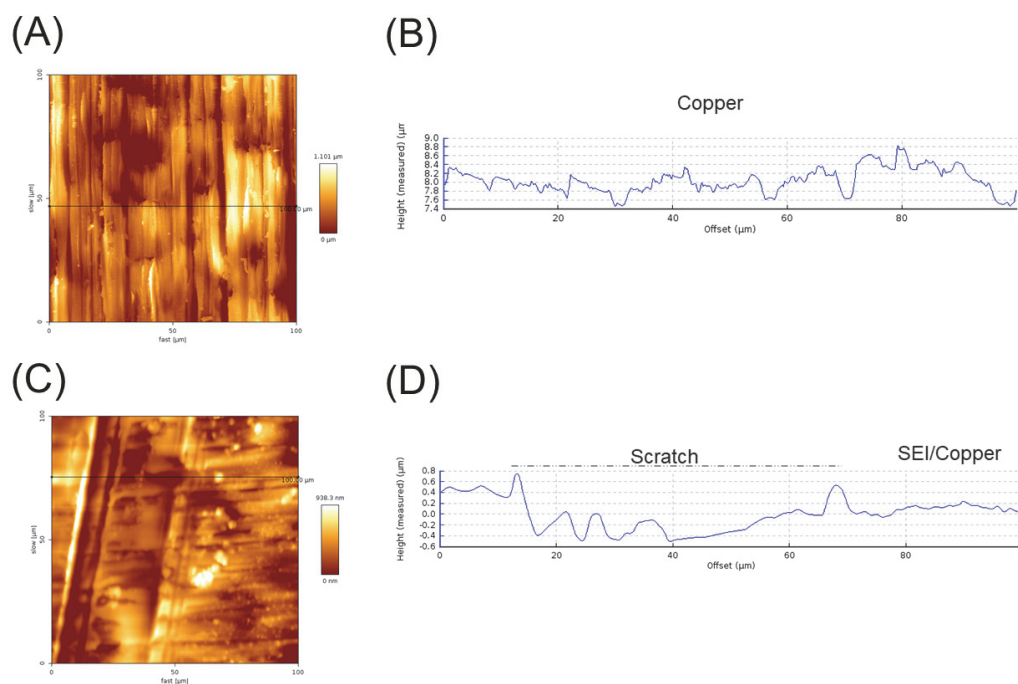 (A)
100
50
0
slow [µm]
100.00 µm
0
50
100
fast [µm]
1.101 µm
0 µm
(B)
Copper
Height (measured) (µm)
9.0
8.8
8.6
8.4
8.2
8.0
7.8
7.6
7.4
0
20
40
60
80
Offset (µm)
(C)
100
50
0
slow [µm]
100.00 µm
0
50
100
fast [µm]
938.3 nm
0 nm
(D)
Scratch
SEI/Copper
Height (measured) (µm)
0.8
0.6
0.4
0.2
0.0
-0.2
-0.4
-0.6
0
20
40
60
80
Offset (µm)